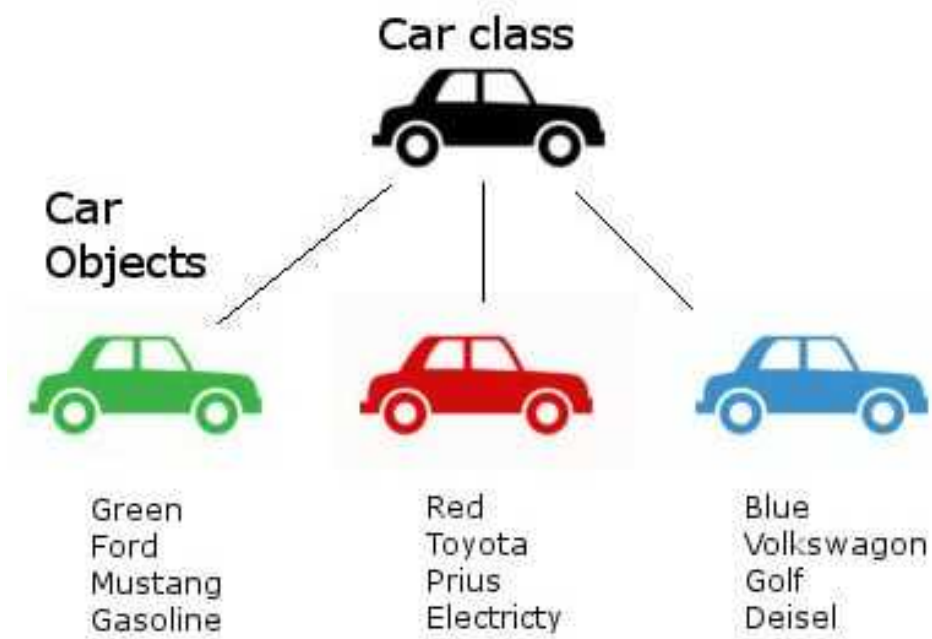 Car class
Car
Objects
Green
Ford
Mustang
Gasoline
Red
Toyota
Prius
Electricty
Blue
Volkswagon
Golf
Deisel